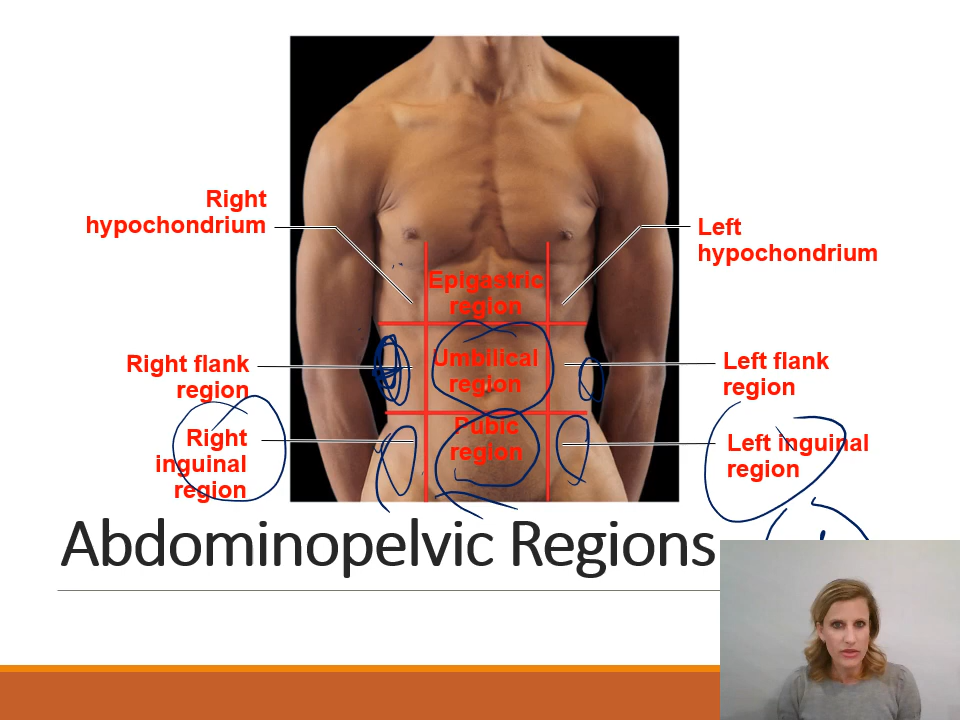 Right
hypochondrium
Left
hypochondrium
Epigastric
region
Right flank
region
Umbilical
region
Left flank
region
Right
inguinal
region
Pubic
region
Left inguinal
region
Abdominopelvic Regions